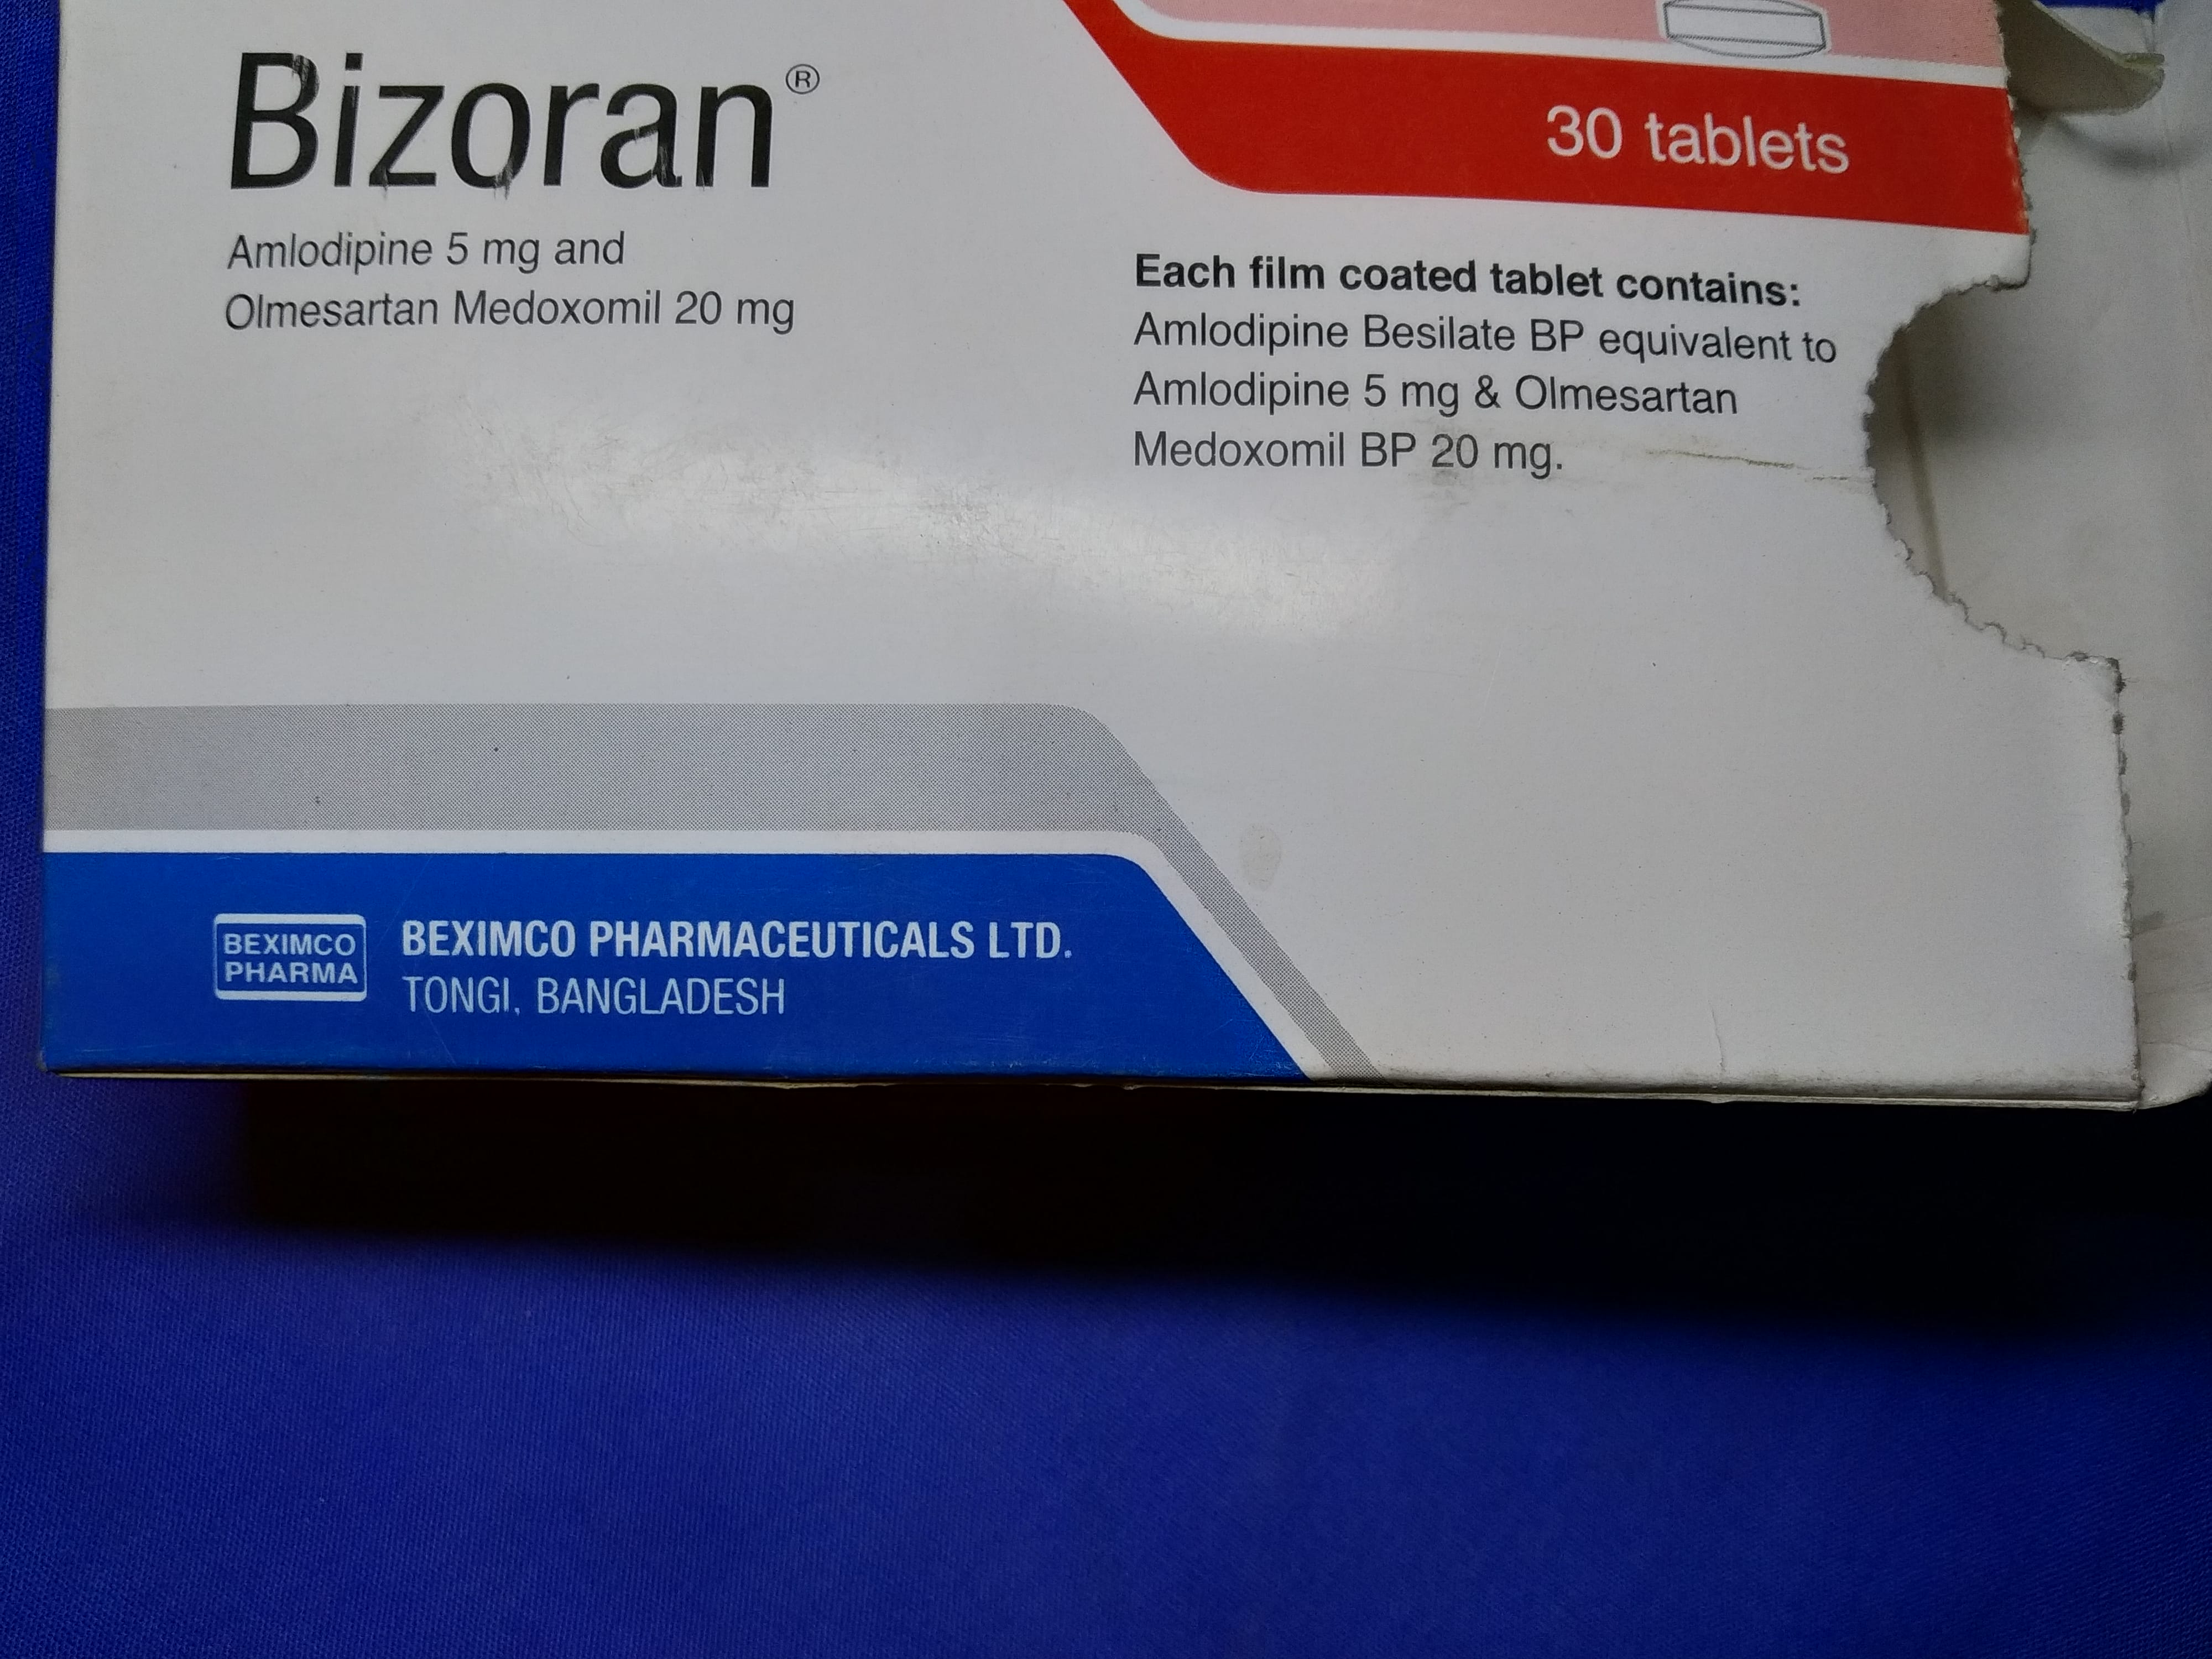 Bizoran®
Amlodipine 5 mg and
Olmesartan Medoxomil 20 mg
30 tablets
Each film coated tablet contains:
Amlodipine Besilate BP equivalent to
Amlodipine 5 mg & Olmesartan
Medoxomil BP 20 mg.
BEXIMCO
PHARMA
BEXIMCO PHARMACEUTICALS LTD.
TONGI, BANGLADESH